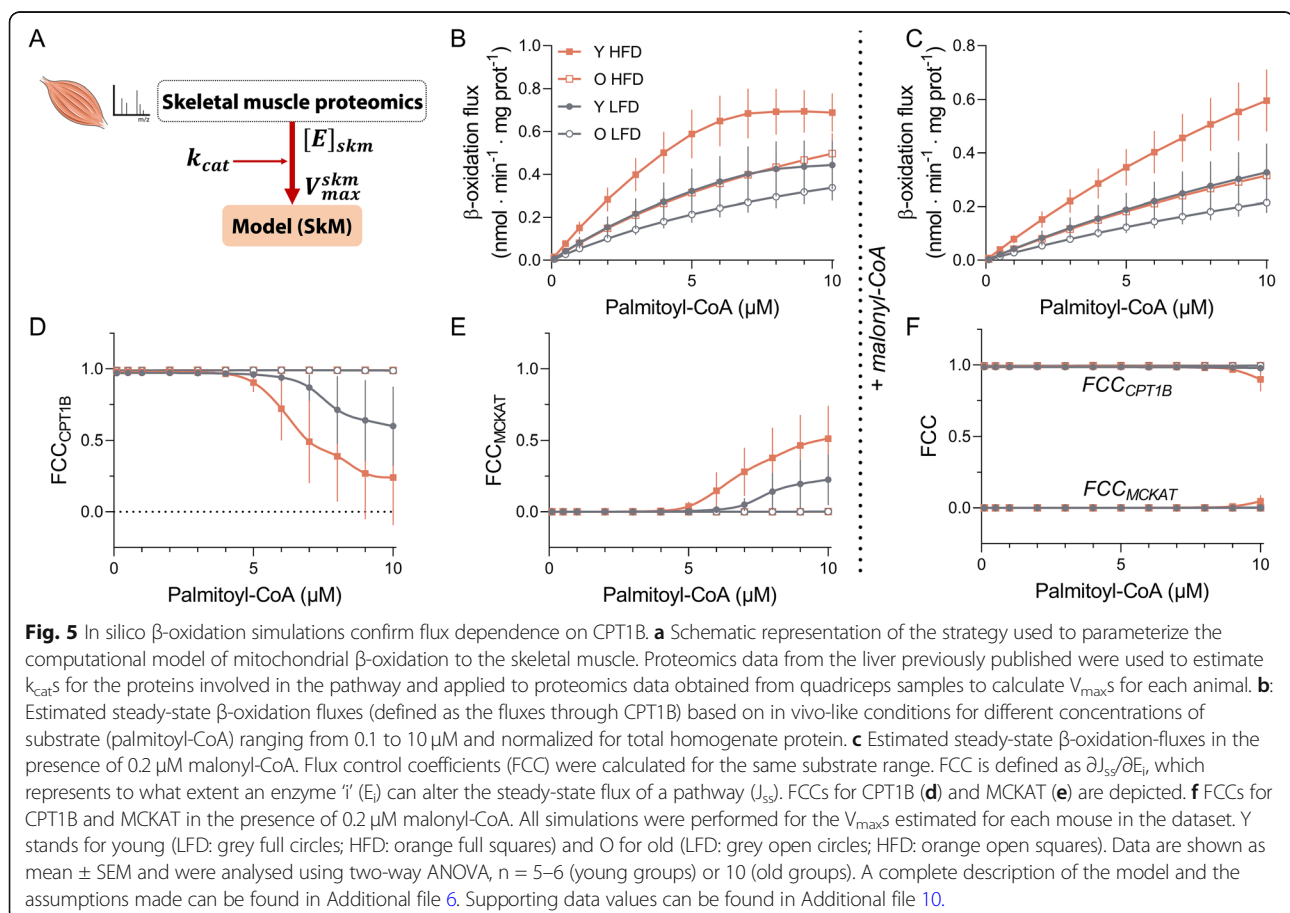 A
Skeletal muscle proteomics
m/z
[E]skm
kcat
Vmax^skm
Model (SkM)
B
β-oxidation flux
(nmol · min⁻¹ · mg prot⁻¹)
1.0
0.8
0.6
0.4
0.2
0.0
Y HFD
O HFD
Y LFD
O LFD
0 5 10
Palmitoyl-CoA (µM)
+ malonyl-CoA
C
β-oxidation flux
(nmol · min⁻¹ · mg prot⁻¹)
0.8
0.6
0.4
0.2
0.0
0 5 10
Palmitoyl-CoA (µM)
D
FCCCPT1B
1.0
0.5
0.0
0 5 10
Palmitoyl-CoA (µM)
E
FCCMCKAT
1.0
0.5
0.0
0 5 10
Palmitoyl-CoA (µM)
F
FCC
1.0
0.5
0.0
FCCCPT1B
FCCMCKAT
0 5 10
Palmitoyl-CoA (µM)
Fig. 5 In silico β-oxidation simulations confirm flux dependence on CPT1B. a Schematic representation of the strategy used to parameterize the
computational model of mitochondrial β-oxidation to the skeletal muscle. Proteomics data from the liver previously published were used to estimate
kcats for the proteins involved in the pathway and applied to proteomics data obtained from quadriceps samples to calculate Vmaxs for each animal. b:
Estimated steady-state β-oxidation fluxes (defined as the fluxes through CPT1B) based on in vivo-like conditions for different concentrations of
substrate (palmitoyl-CoA) ranging from 0.1 to 10 µM and normalized for total homogenate protein. c Estimated steady-state β-oxidation-fluxes in the
presence of 0.2 µM malonyl-CoA. Flux control coefficients (FCC) were calculated for the same substrate range. FCC is defined as ∂Jss/∂Ei, which
represents to what extent an enzyme ‘i’ (Ei) can alter the steady-state flux of a pathway (Jss). FCCs for CPT1B (d) and MCKAT (e) are depicted. f FCCs for
CPT1B and MCKAT in the presence of 0.2 µM malonyl-CoA. All simulations were performed for the Vmaxs estimated for each mouse in the dataset. Y
stands for young (LFD: grey full circles; HFD: orange full squares) and O for old (LFD: grey open circles; HFD: orange open squares). Data are shown as
mean ± SEM and were analysed using two-way ANOVA, n = 5–6 (young groups) or 10 (old groups). A complete description of the model and the
assumptions made can be found in Additional file 6. Supporting data values can be found in Additional file 10.